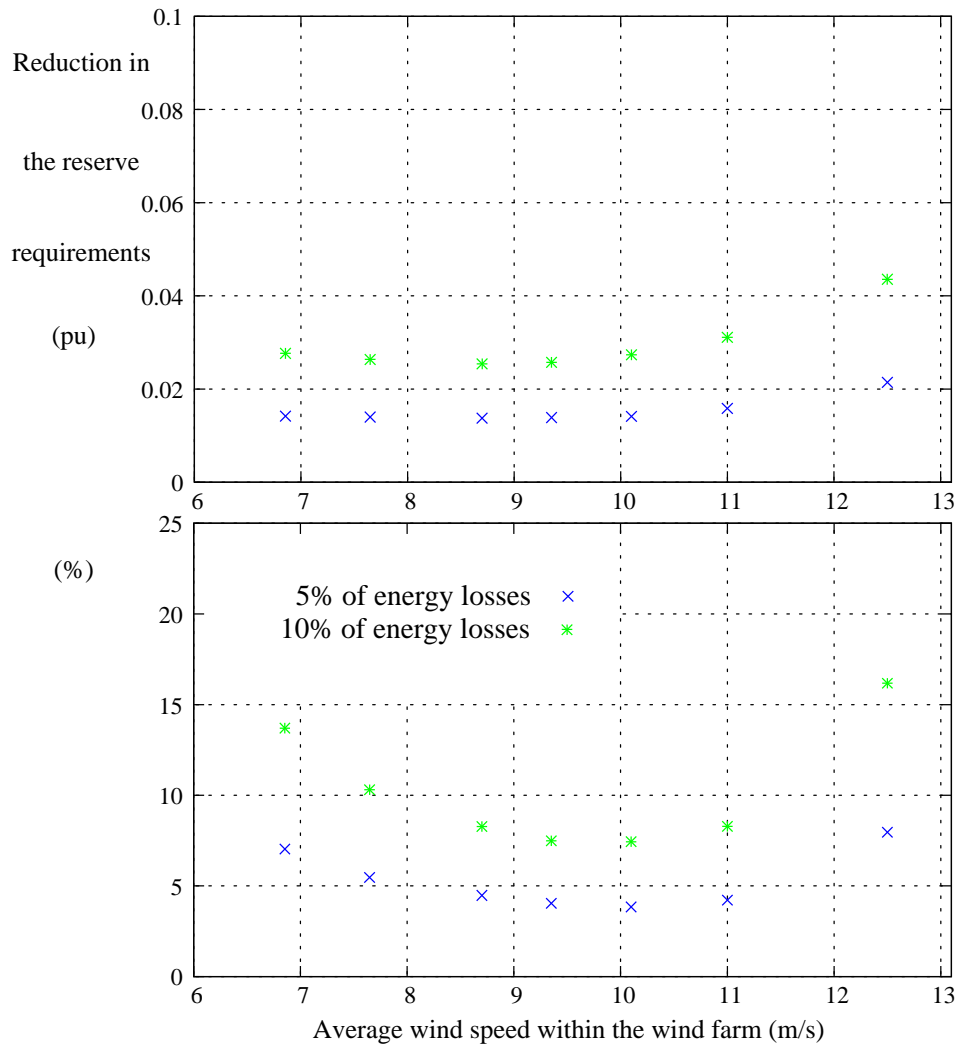 0.1
Reduction in
0.08
the reserve
0.06
requirements
0.04
(pu)
0.02
0
6 7 8 9 10 11 12 13
25
(%)
5% of energy losses
20
10% of energy losses
15
10
5
0
6 7 8 9 10 11 12 13
Average wind speed within the wind farm (m/s)